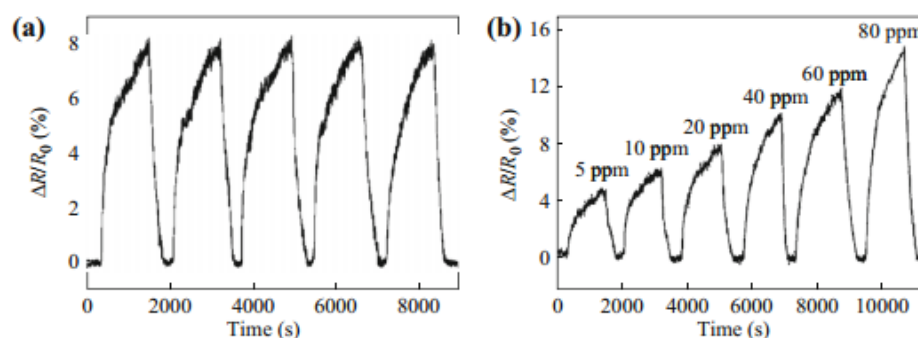 (a)
ΔR/R0 (%)
8
6
4
2
0
0 2000 4000 6000 8000
Time (s)
(b)
ΔR/R0 (%)
16
12
8
4
0
5 ppm
10 ppm
20 ppm
40 ppm
60 ppm
80 ppm
0 2000 4000 6000 8000 10000
Time (s)